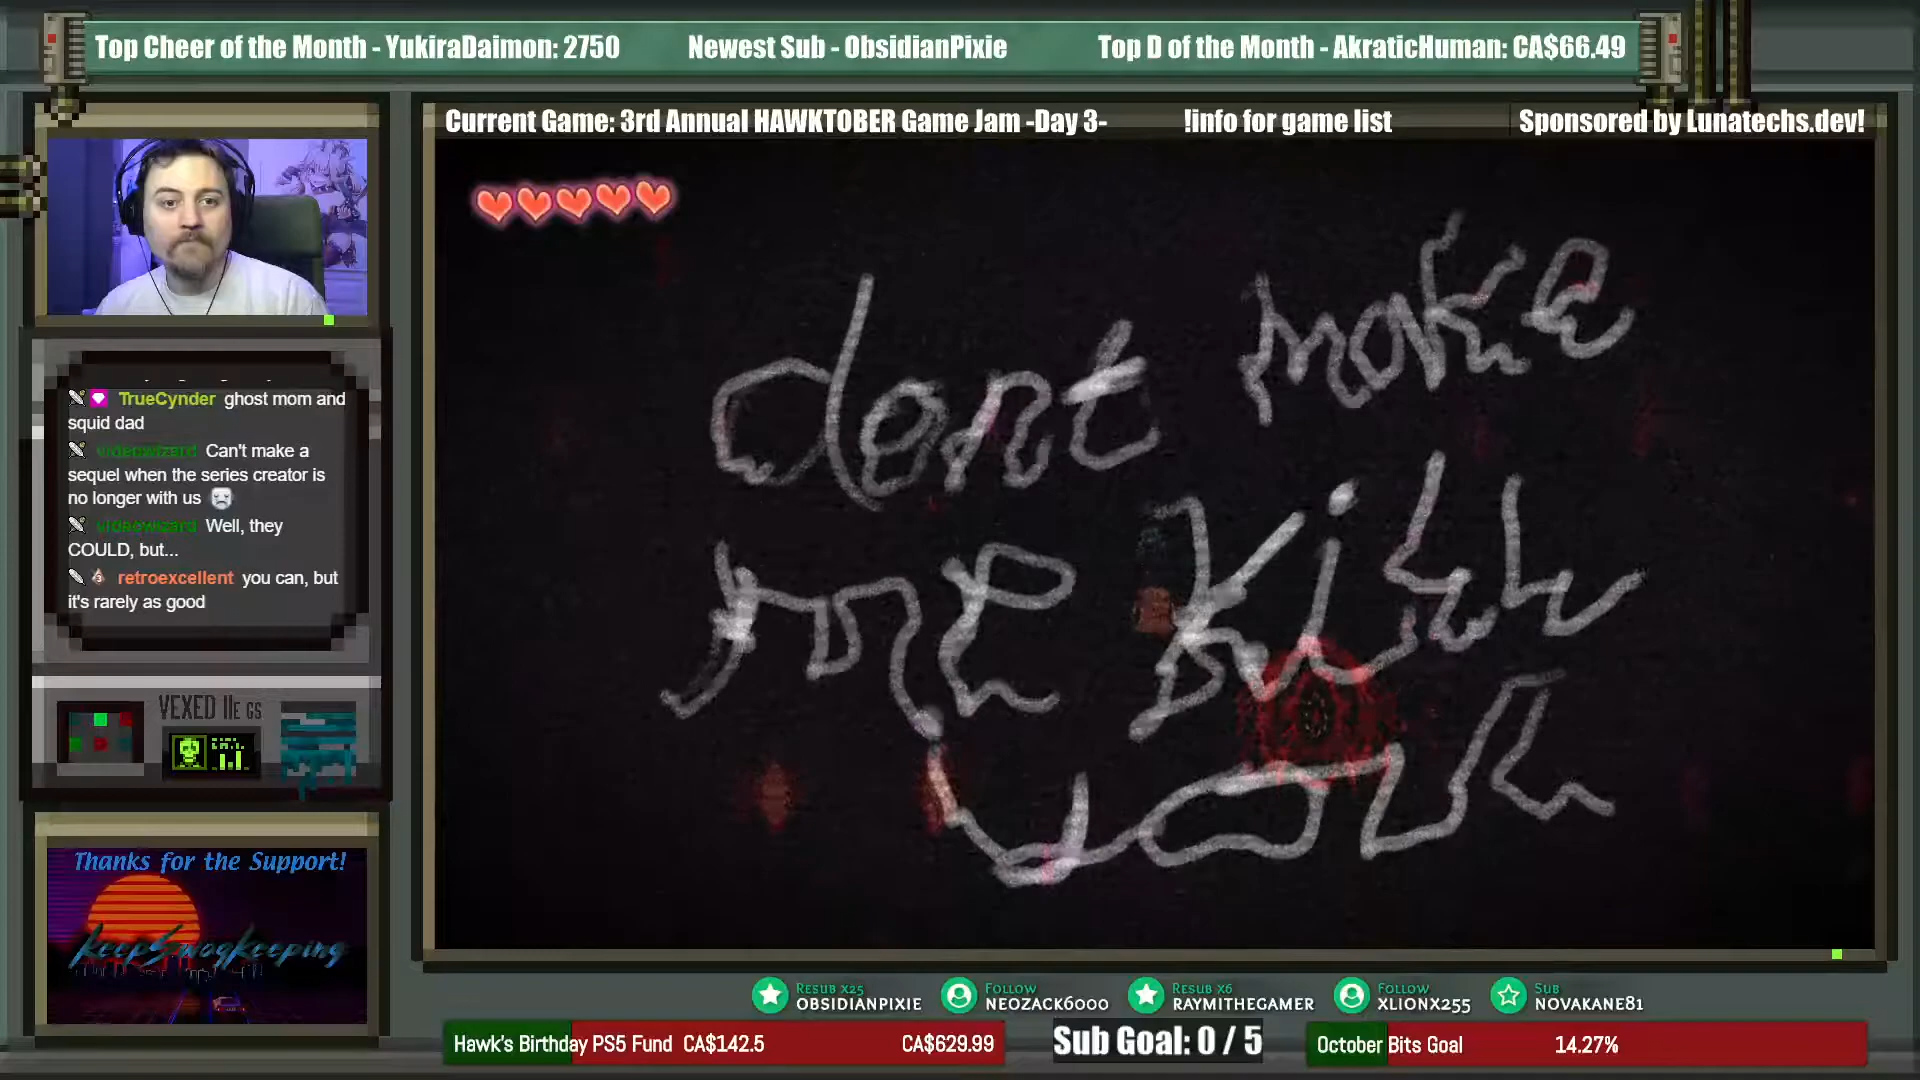 Top Cheer of the Month - YukiraDaimon: 2750 Newest Sub - ObsidianPixie Top D of the Month - AkraticHuman: CA$66.49
Current Game: 3rd Annual HAWKTOBER Game Jam -Day 3- !info for game list Sponsored by Lunatechs.dev!
dont make
me kill
TrueCynder ghost mom and
squid dad
Can't make a
sequel when the series creator is
no longer with us
Well, they
COULD, but...
retroexcellent you can, but
it's rarely as good
VEXED IIE GS
Thanks for the Support!
KeepSwogKeeping
RESUB X25
OBSIDIANPIXIE
FOLLOW
NEOZACK6000
RESUB X6
RAYMITHEGAMER
FOLLOW
XLIONX255
SUB
NOVAKANE81
Hawk's Birthday PS5 Fund CA$142.5 CA$629.99
Sub Goal: 0 / 5
October Bits Goal 14.27%